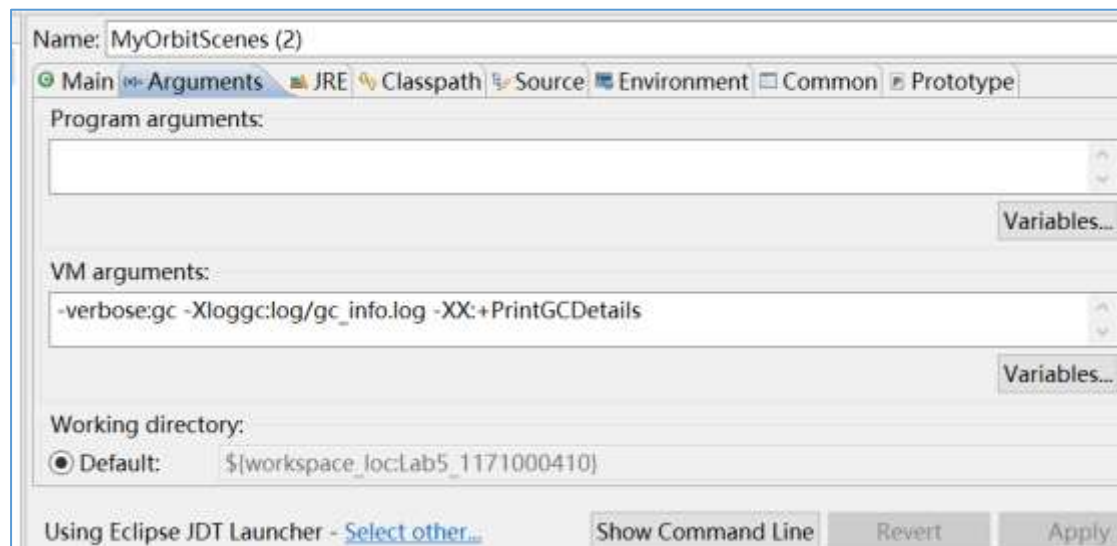 Name: MyOrbitScenes (2)
Main (x)= Arguments JRE Classpath Source Environment Common Prototype
Program arguments:
Variables...
VM arguments:
-verbose:gc -Xloggc:log/gc_info.log -XX:+PrintGCDetails
Variables...
Working directory:
Default: ${workspace_loc:Lab5_1171000410}
Using Eclipse JDT Launcher - Select other... Show Command Line Revert Apply